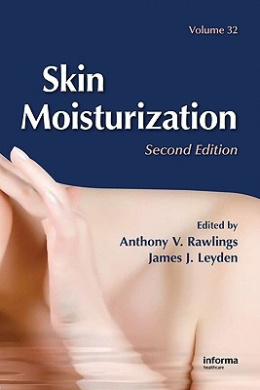 Volume 32
Skin
Moisturization
Second Edition
Edited by
Anthony V. Rawlings
James J. Leyden
informa
healthcare